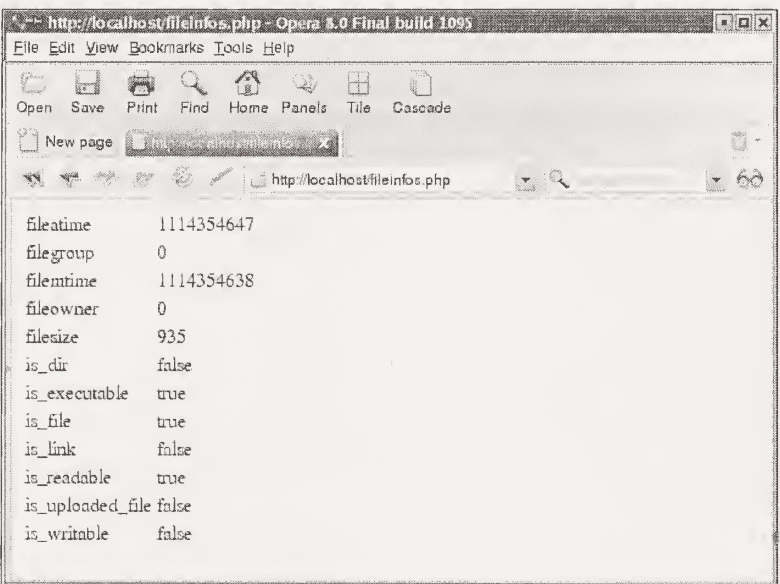 http://localhost/fileinfos.php - Opera 8.0 Final build 1095
File Edit View Bookmarks Tools Help
Open Save Print Find Home Panels Tile Cascade
New page
http://localhost/fileinfos.php
fileatime 1114354647
filegroup 0
filemtime 1114354638
fileowner 0
filesize 935
is_dir false
is_executable true
is_file true
is_link false
is_readable true
is_uploaded_file false
is_writable false